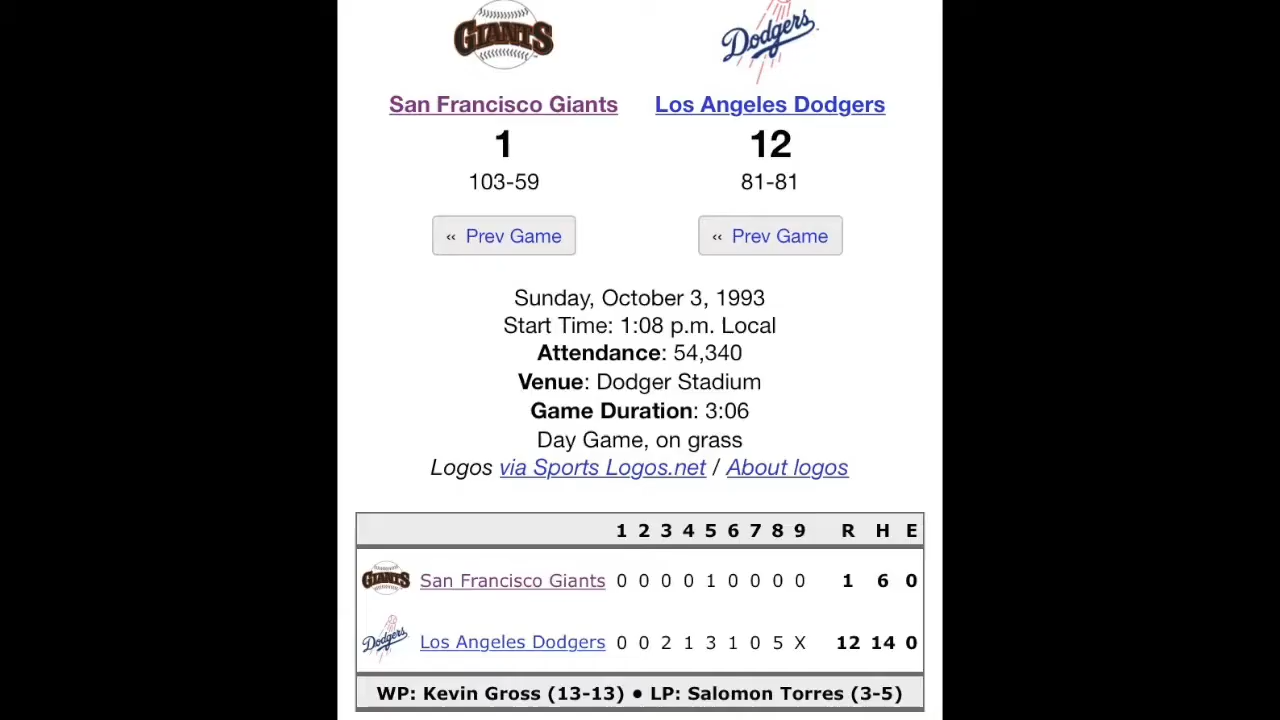 GIANTS Dodgers
San Francisco Giants Los Angeles Dodgers
1 12
103-59 81-81
‹‹ Prev Game ‹‹ Prev Game
Sunday, October 3, 1993
Start Time: 1:08 p.m. Local
Attendance: 54,340
Venue: Dodger Stadium
Game Duration: 3:06
Day Game, on grass
Logos via Sports Logos.net / About logos
1 2 3 4 5 6 7 8 9 R H E
GIANTS San Francisco Giants 0 0 0 0 1 0 0 0 0 1 6 0
Dodgers Los Angeles Dodgers 0 0 2 1 3 1 0 5 X 12 14 0
WP: Kevin Gross (13-13) • LP: Salomon Torres (3-5)